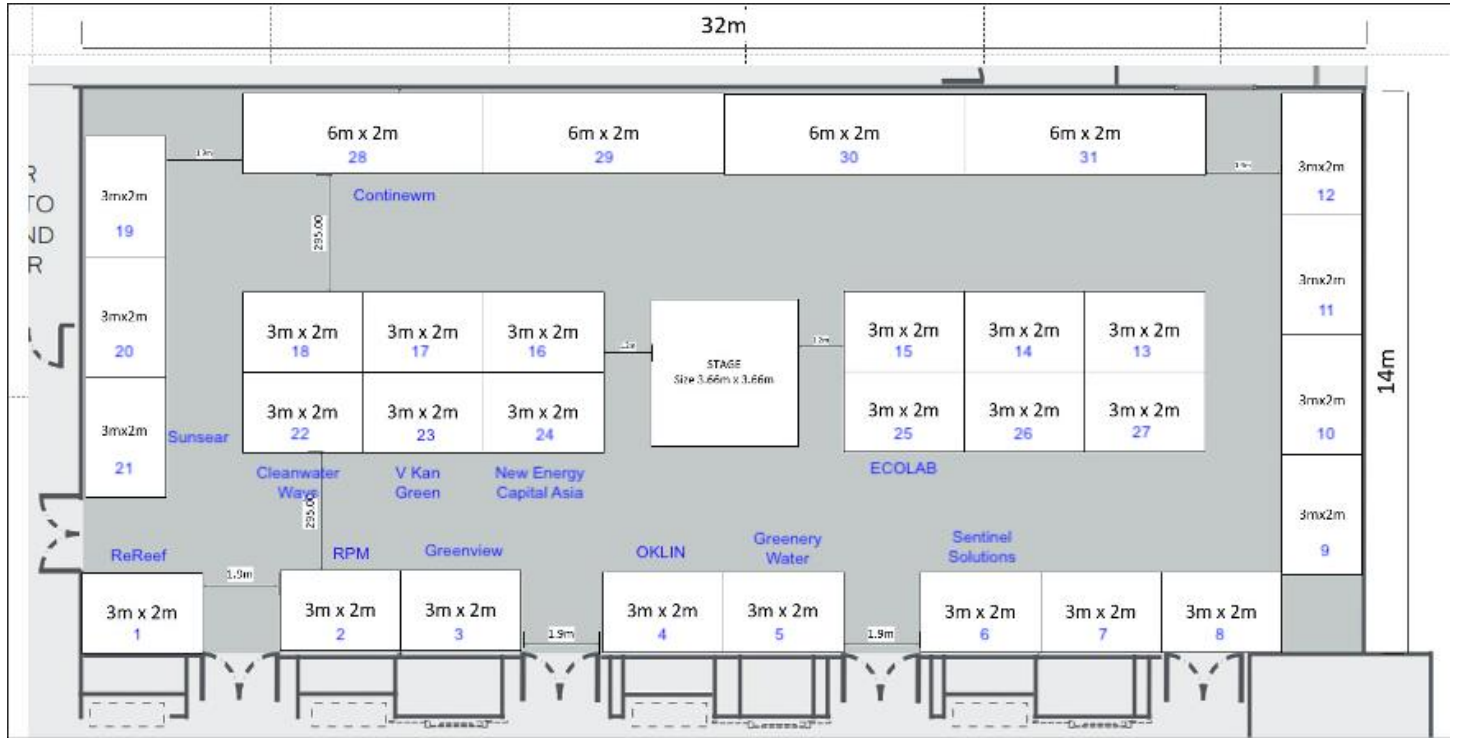 32m
6m x 2m
28
6m x 2m
29
6m x 2m
30
6m x 2m
31
R
TO
ND
R
3mx2m
19
3mx2m
12
Continewm
295.00
3mx2m
11
3mx2m
20
3m x 2m
18
3m x 2m
17
3m x 2m
16
STAGE
Size 3.66m x 3.66m
3m x 2m
15
3m x 2m
14
3m x 2m
13
14m
3mx2m
21
Sunsear
3m x 2m
22
3m x 2m
23
3m x 2m
24
3m x 2m
25
3m x 2m
26
3m x 2m
27
3mx2m
10
Cleanwater
Ways
V Kan
Green
New Energy
Capital Asia
ECOLAB
295.00
3mx2m
9
ReReef
RPM
Greenview
OKLIN
Greenery
Water
Sentinel
Solutions
1.9m
3m x 2m
1
3m x 2m
2
3m x 2m
3
1.9m
3m x 2m
4
3m x 2m
5
1.9m
3m x 2m
6
3m x 2m
7
3m x 2m
8